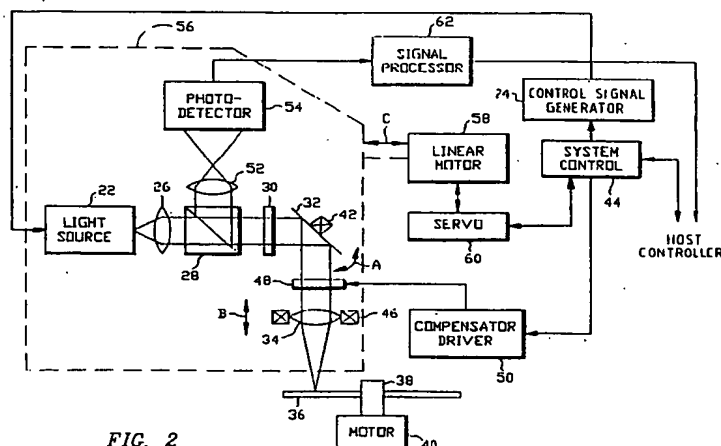 56
62
SIGNAL
PROCESSOR
PHOTO-
DETECTOR
54
24
CONTROL SIGNAL
GENERATOR
C
58
LINEAR
MOTOR
SYSTEM
CONTROL
44
52
22
LIGHT
SOURCE
26
30
32
42
28
SERVO
60
HOST
CONTROLLER
A
48
B
46
34
COMPENSATOR
DRIVER
50
38
36
MOTOR
40
FIG. 2